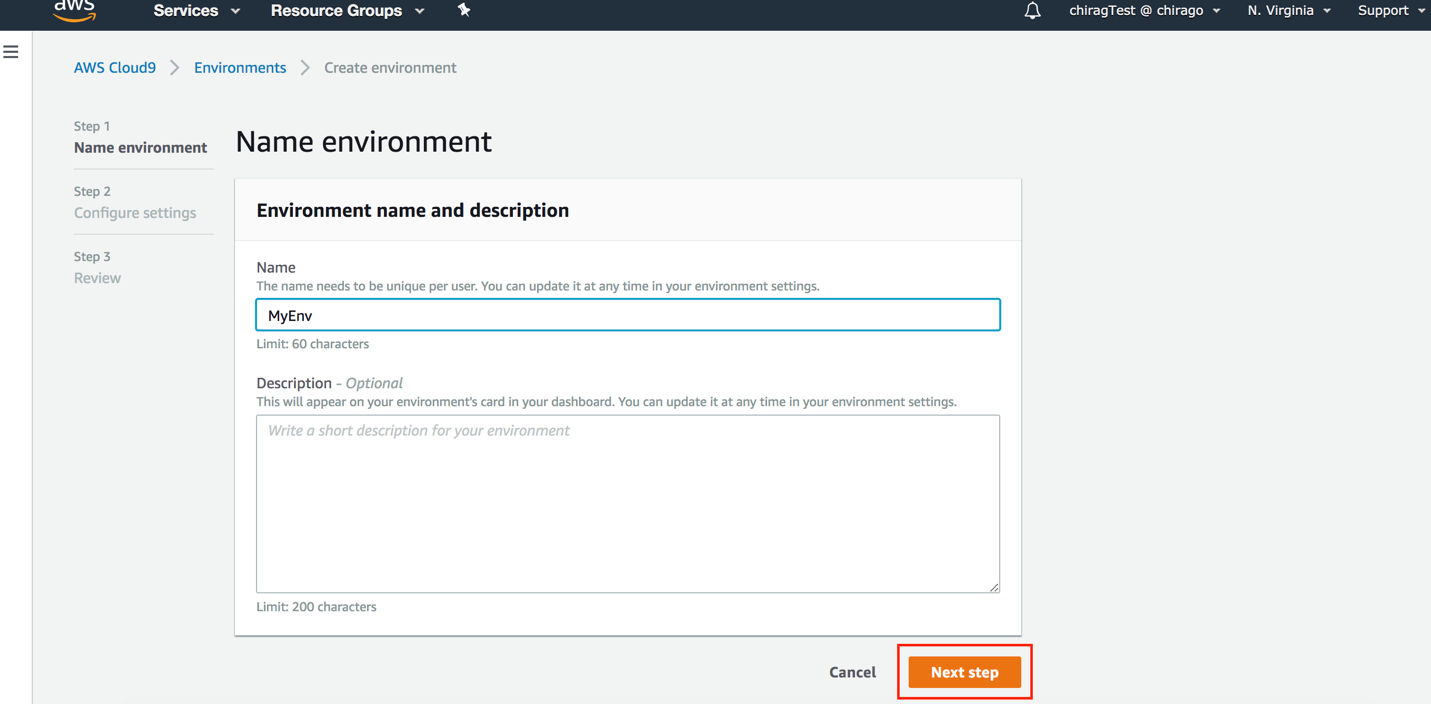 aws Services Resource Groups chiragTest @ chirago N. Virginia Support
AWS Cloud9 Environments Create environment
Step 1
Name environment
Step 2
Configure settings
Step 3
Review
Name environment
Environment name and description
Name
The name needs to be unique per user. You can update it at any time in your environment settings.
MyEnv
Limit: 60 characters
Description - Optional
This will appear on your environment's card in your dashboard. You can update it at any time in your environment settings.
Write a short description for your environment
Limit: 200 characters
Cancel Next step